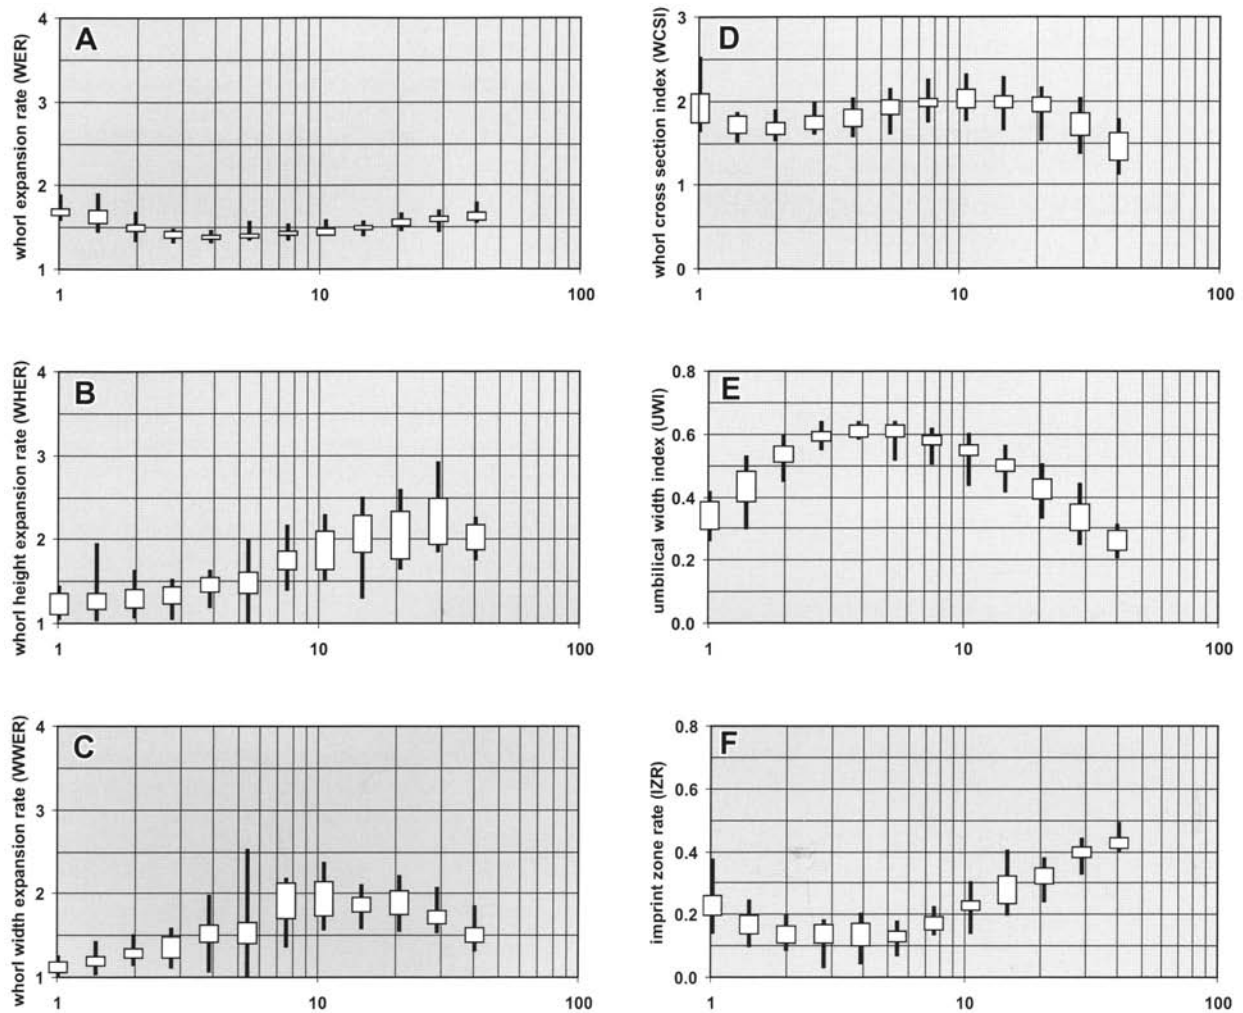 whorl expansion rate (WER)
A
4
3
2
1
1 10 100
whorl cross section index (WCSI)
D
3
2
1
0
1 10 100
whorl height expansion rate (WHER)
B
4
3
2
1
1 10 100
umbilical width index (UWI)
E
0.8
0.6
0.4
0.2
0.0
1 10 100
whorl width expansion rate (WWER)
C
4
3
2
1
1 10 100
imprint zone rate (IZR)
F
0.8
0.6
0.4
0.2
0.0
1 10 100